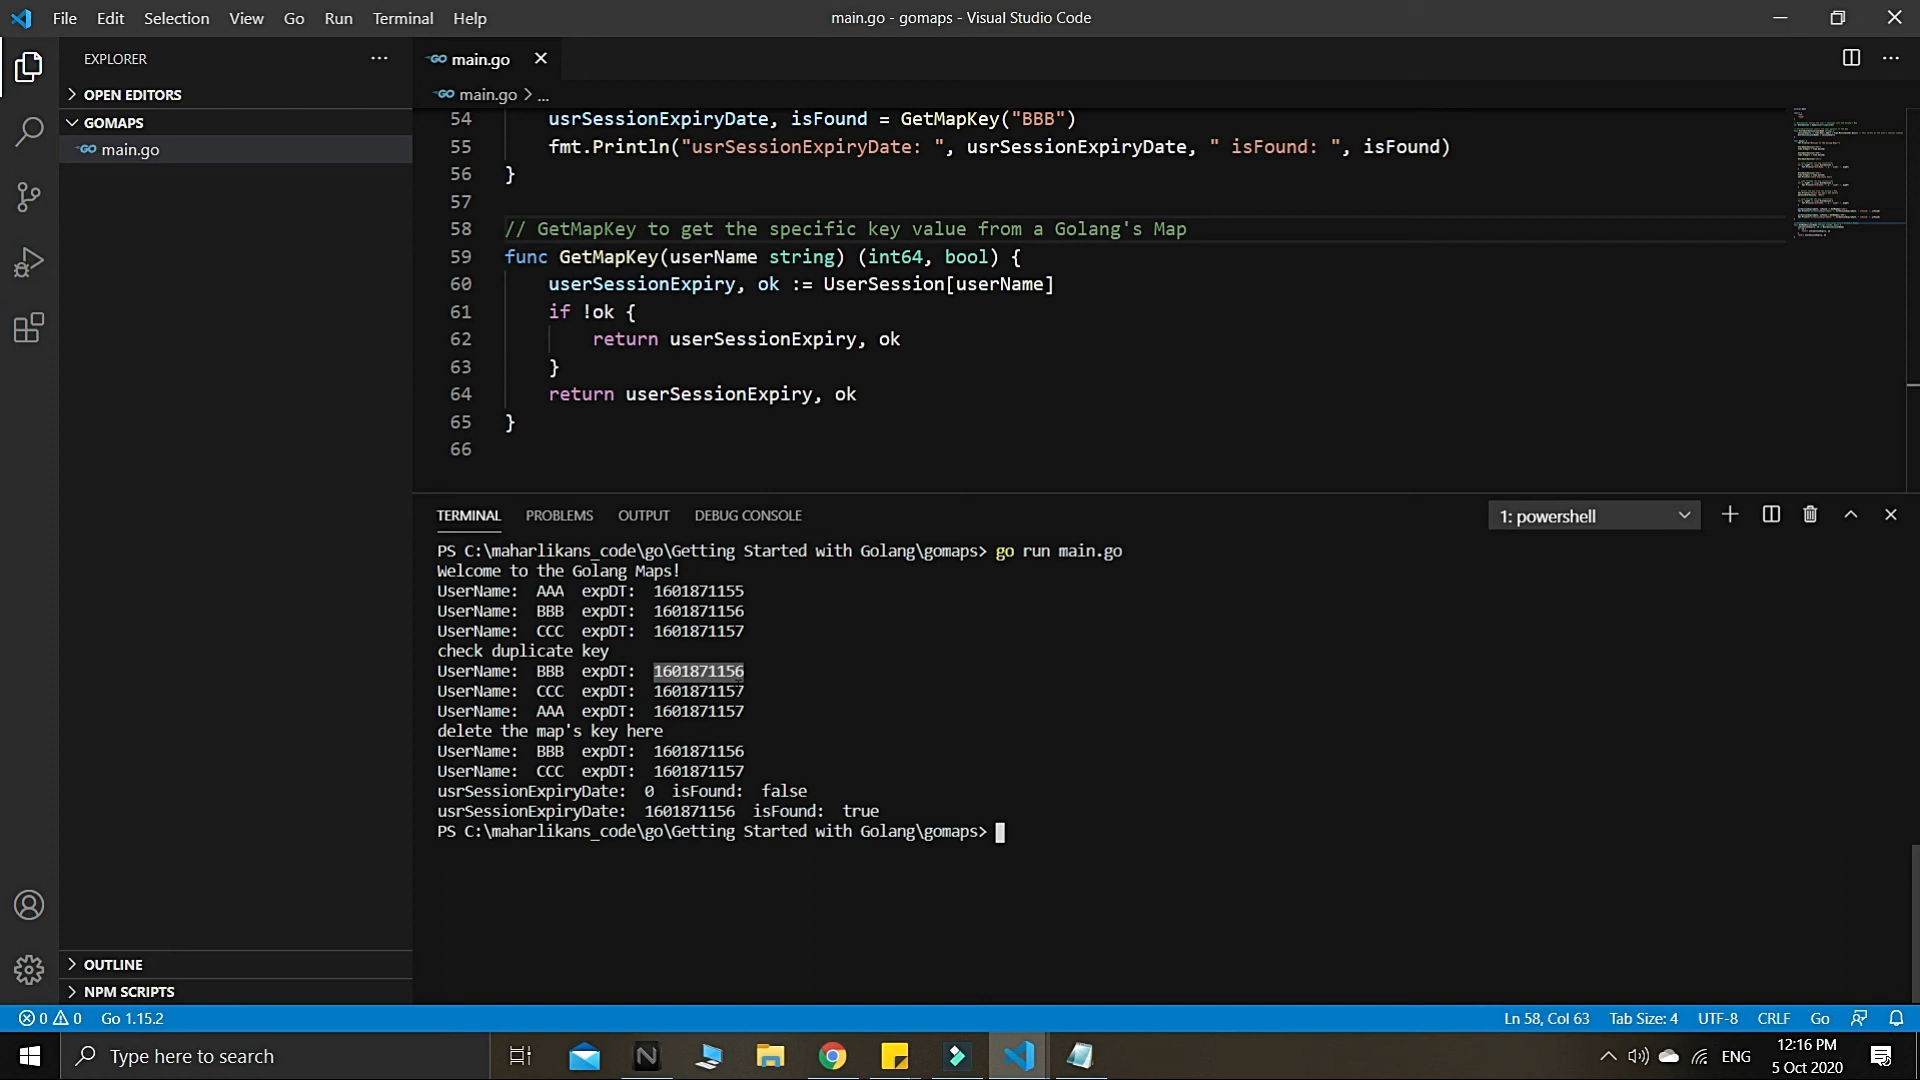 File Edit Selection View Go Run Terminal Help
main.go - gomaps - Visual Studio Code
EXPLORER
OPEN EDITORS
GOMAPS
main.go
main.go
main.go > ...
54 usrSessionExpiryDate, isFound = GetMapKey("BBB")
55 fmt.Println("usrSessionExpiryDate: ", usrSessionExpiryDate, " isFound: ", isFound)
56 }
57
58 // GetMapKey to get the specific key value from a Golang's Map
59 func GetMapKey(userName string) (int64, bool) {
60 userSessionExpiry, ok := UserSession[userName]
61 if !ok {
62 return userSessionExpiry, ok
63 }
64 return userSessionExpiry, ok
65 }
66
TERMINAL PROBLEMS OUTPUT DEBUG CONSOLE
1: powershell
PS C:\maharlikans_code\go\Getting Started with Golang\gomaps> go run main.go
Welcome to the Golang Maps!
UserName:  AAA  expDT:  1601871155
UserName:  BBB  expDT:  1601871156
UserName:  CCC  expDT:  1601871157
check duplicate key
UserName:  BBB  expDT:  1601871156
UserName:  CCC  expDT:  1601871157
UserName:  AAA  expDT:  1601871157
delete the map's key here
UserName:  BBB  expDT:  1601871156
UserName:  CCC  expDT:  1601871157
usrSessionExpiryDate:  0  isFound:  false
usrSessionExpiryDate:  1601871156  isFound:  true
PS C:\maharlikans_code\go\Getting Started with Golang\gomaps>
OUTLINE
NPM SCRIPTS
0 0 Go 1.15.2
Ln 58, Col 63 Tab Size: 4 UTF-8 CRLF Go
Type here to search
ENG
12:16 PM
5 Oct 2020